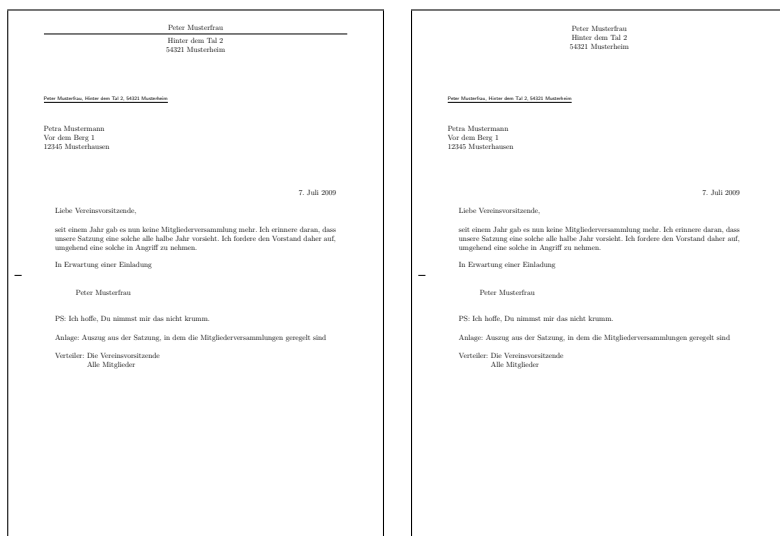 Peter Musterfrau
Hinter dem Tal 2
54321 Musterheim
Peter Musterfrau, Hinter dem Tal 2, 54321 Musterheim
Petra Mustermann
Vor dem Berg 1
12345 Musterhausen
7. Juli 2009
Liebe Vereinsvorsitzende,
seit einem Jahr gab es nun keine Mitgliederversammlung mehr. Ich erinnere daran, dass
unsere Satzung eine solche alle halbe Jahr vorsieht. Ich fordere den Vorstand daher auf,
umgehend eine solche in Angriff zu nehmen.
In Erwartung einer Einladung
Peter Musterfrau
PS: Ich hoffe, Du nimmst mir das nicht krumm.
Anlage: Auszug aus der Satzung, in dem die Mitgliederversammlungen geregelt sind
Verteiler: Die Vereinsvorsitzende
Alle Mitglieder
Peter Musterfrau
Hinter dem Tal 2
54321 Musterheim
Peter Musterfrau, Hinter dem Tal 2, 54321 Musterheim
Petra Mustermann
Vor dem Berg 1
12345 Musterhausen
7. Juli 2009
Liebe Vereinsvorsitzende,
seit einem Jahr gab es nun keine Mitgliederversammlung mehr. Ich erinnere daran, dass
unsere Satzung eine solche alle halbe Jahr vorsieht. Ich fordere den Vorstand daher auf,
umgehend eine solche in Angriff zu nehmen.
In Erwartung einer Einladung
Peter Musterfrau
PS: Ich hoffe, Du nimmst mir das nicht krumm.
Anlage: Auszug aus der Satzung, in dem die Mitgliederversammlungen geregelt sind
Verteiler: Die Vereinsvorsitzende
Alle Mitglieder